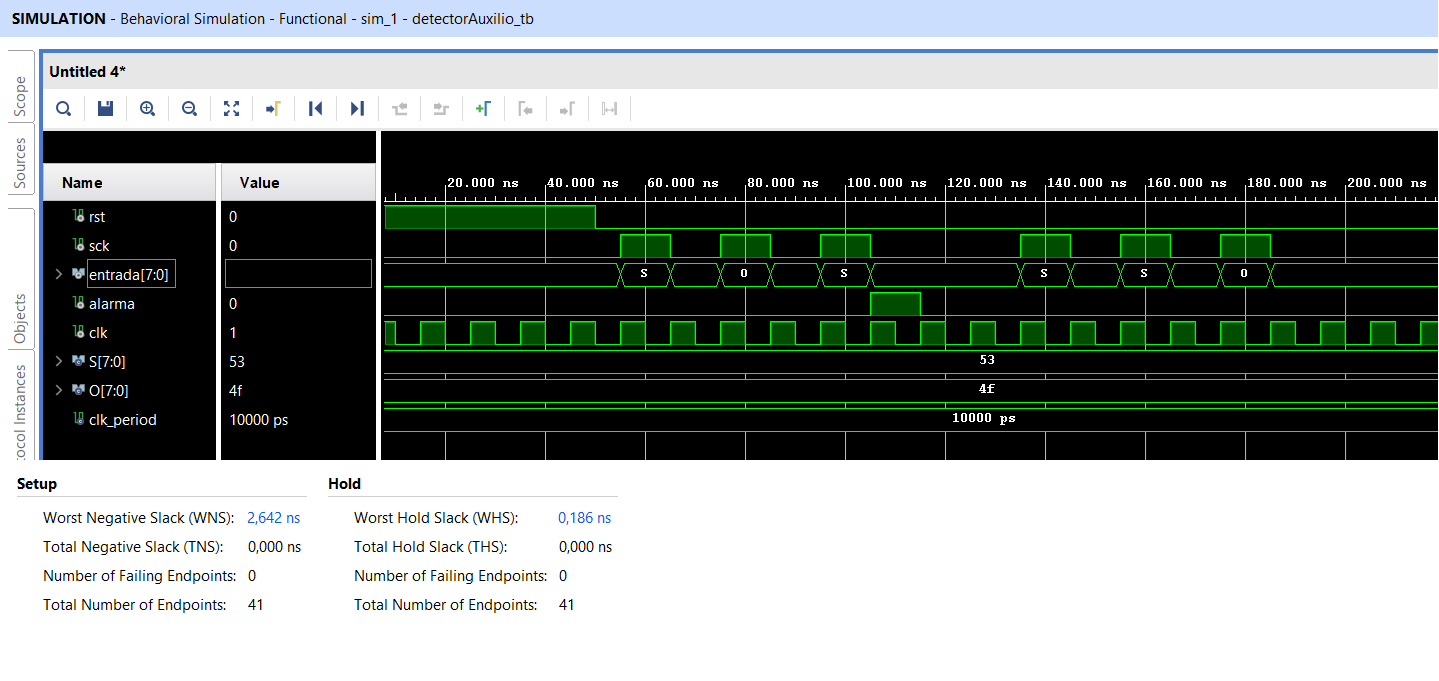 SIMULATION - Behavioral Simulation - Functional - sim_1 - detectorAuxilio_tb
Scope
Sources
Objects
ocol Instances
Untitled 4*
Name Value
20.000 ns 40.000 ns 60.000 ns 80.000 ns 100.000 ns 120.000 ns 140.000 ns 160.000 ns 180.000 ns 200.000 ns
rst 0
sck 0
entrada[7:0] S O S S S O
alarma 0
clk 1
S[7:0] 53 53
O[7:0] 4f 4f
clk_period 10000 ps 10000 ps
Setup Hold
Worst Negative Slack (WNS): 2,642 ns Worst Hold Slack (WHS): 0,186 ns
Total Negative Slack (TNS): 0,000 ns Total Hold Slack (THS): 0,000 ns
Number of Failing Endpoints: 0 Number of Failing Endpoints: 0
Total Number of Endpoints: 41 Total Number of Endpoints: 41